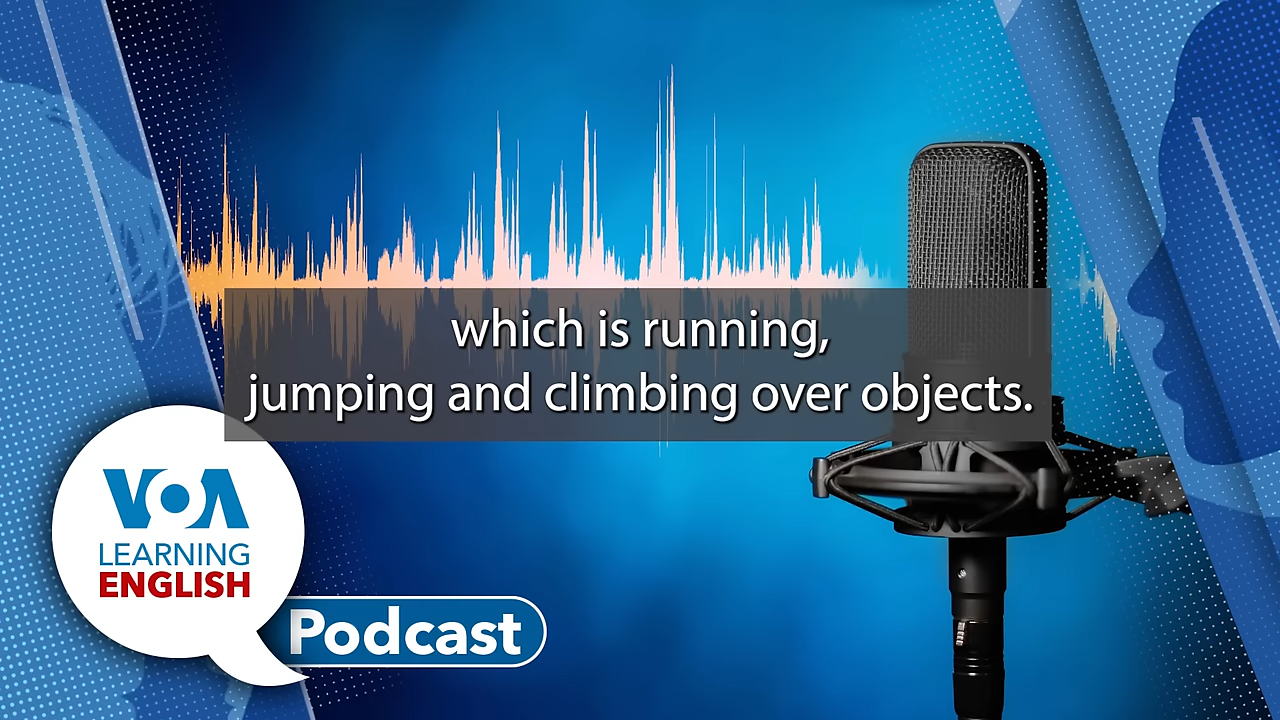 which is running,
jumping and climbing over objects.
VOA
LEARNING
ENGLISH
Podcast